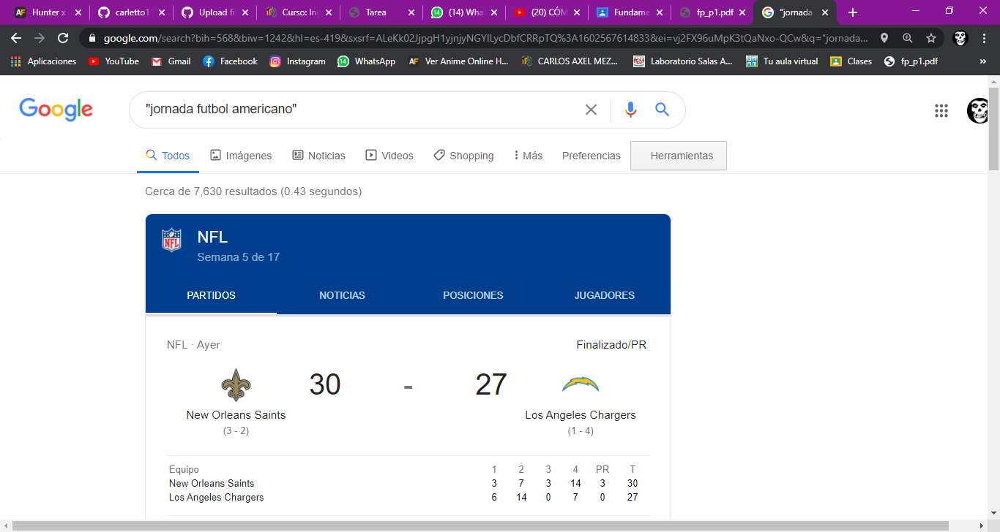 Hunter x
carletto1
Upload fi
Curso: Ing
Tarea
(14) What
(20) CÓM
Fundame
fp_p1.pdf
"jornada
google.com/search?bih=568&biw=1242&hl=es-419&sxsrf=ALeKk02JjpgH1yjnjyNGYILycDbfCRRpTQ%3A1602567614833&ei=vj2FX96uMpK3tQaNxo-QCw&q="jornada...
Aplicaciones YouTube Gmail Facebook Instagram WhatsApp AF Ver Anime Online H... CARLOS AXEL MEZ... Laboratorio Salas A... Tu aula virtual Clases fp_p1.pdf »
Google
"jornada futbol americano"
Todos Imágenes Noticias Videos Shopping Más Preferencias Herramientas
Cerca de 7,630 resultados (0.43 segundos)
NFL
NFL
Semana 5 de 17
PARTIDOS NOTICIAS POSICIONES JUGADORES
NFL · Ayer Finalizado/PR
30 - 27
New Orleans Saints Los Angeles Chargers
(3 - 2) (1 - 4)
Equipo 1 2 3 4 PR T
New Orleans Saints 3 7 3 14 3 30
Los Angeles Chargers 6 14 0 7 0 27